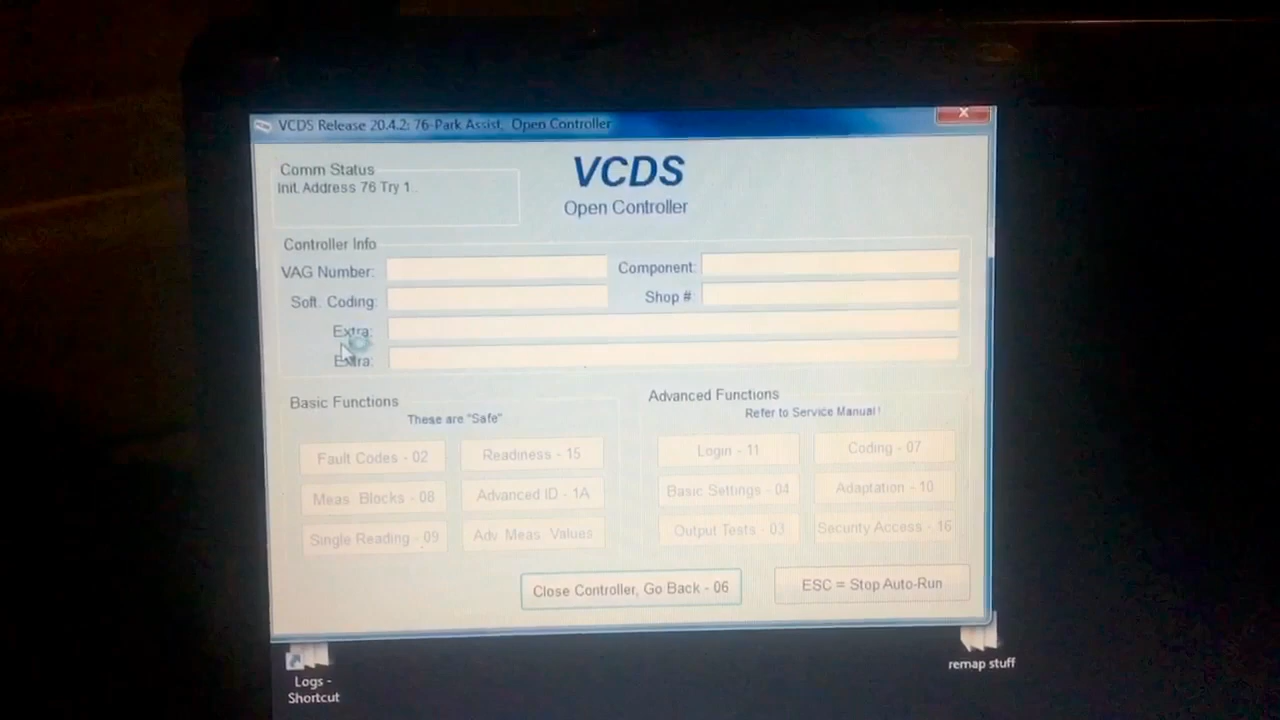 VCDS Release 20.4.2: 76-Park Assist, Open Controller
Comm Status
Init. Address 76 Try 1..
VCDS
Open Controller
Controller Info
VAG Number:
Component:
Soft. Coding:
Shop #
Extra:
Extra:
Basic Functions
These are "Safe"
Advanced Functions
Refer to Service Manual!
Fault Codes - 02
Readiness - 15
Login - 11
Coding - 07
Meas. Blocks - 08
Advanced ID - 1A
Basic Settings - 04
Adaptation - 10
Single Reading - 09
Adv. Meas. Values
Output Tests - 03
Security Access - 16
Close Controller, Go Back - 06
ESC = Stop Auto-Run
Logs -
Shortcut
remap stuff